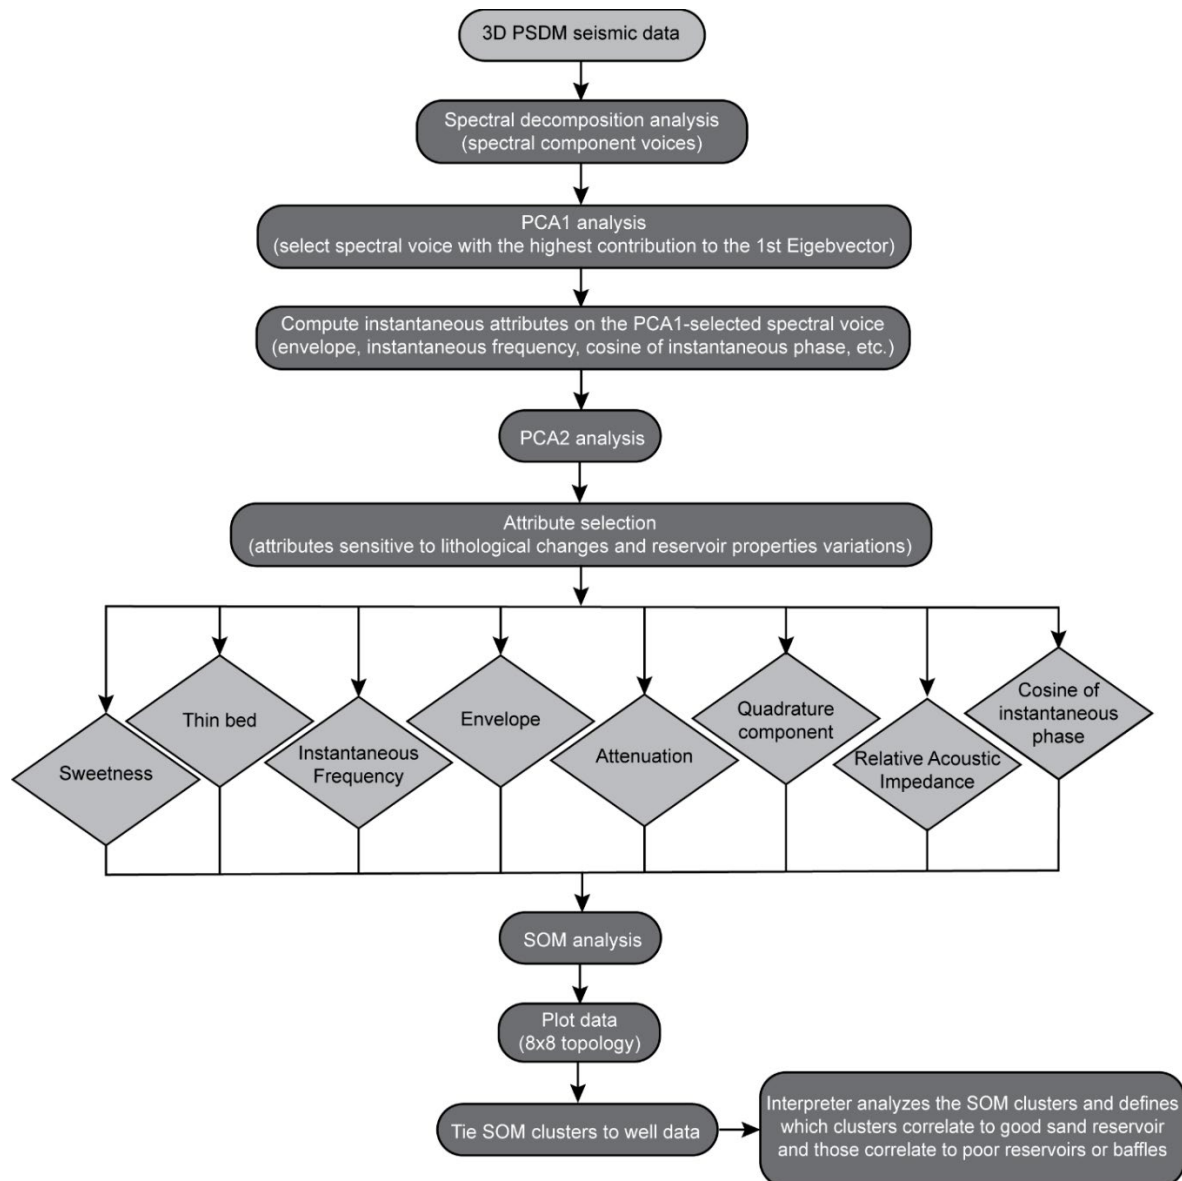 3D PSDM seismic data
Spectral decomposition analysis
(spectral component voices)
PCA1 analysis
(select spectral voice with the highest contribution to the 1st Eigebvector)
Compute instantaneous attributes on the PCA1-selected spectral voice
(envelope, instantaneous frequency, cosine of instantaneous phase, etc.)
PCA2 analysis
Attribute selection
(attributes sensitive to lithological changes and reservoir properties variations)
Sweetness
Thin bed
Instantaneous
Frequency
Envelope
Attenuation
Quadrature
component
Relative Acoustic
Impedance
Cosine of
instantaneous
phase
SOM analysis
Plot data
(8x8 topology)
Tie SOM clusters to well data
Interpreter analyzes the SOM clusters and defines
which clusters correlate to good sand reservoir
and those correlate to poor reservoirs or baffles